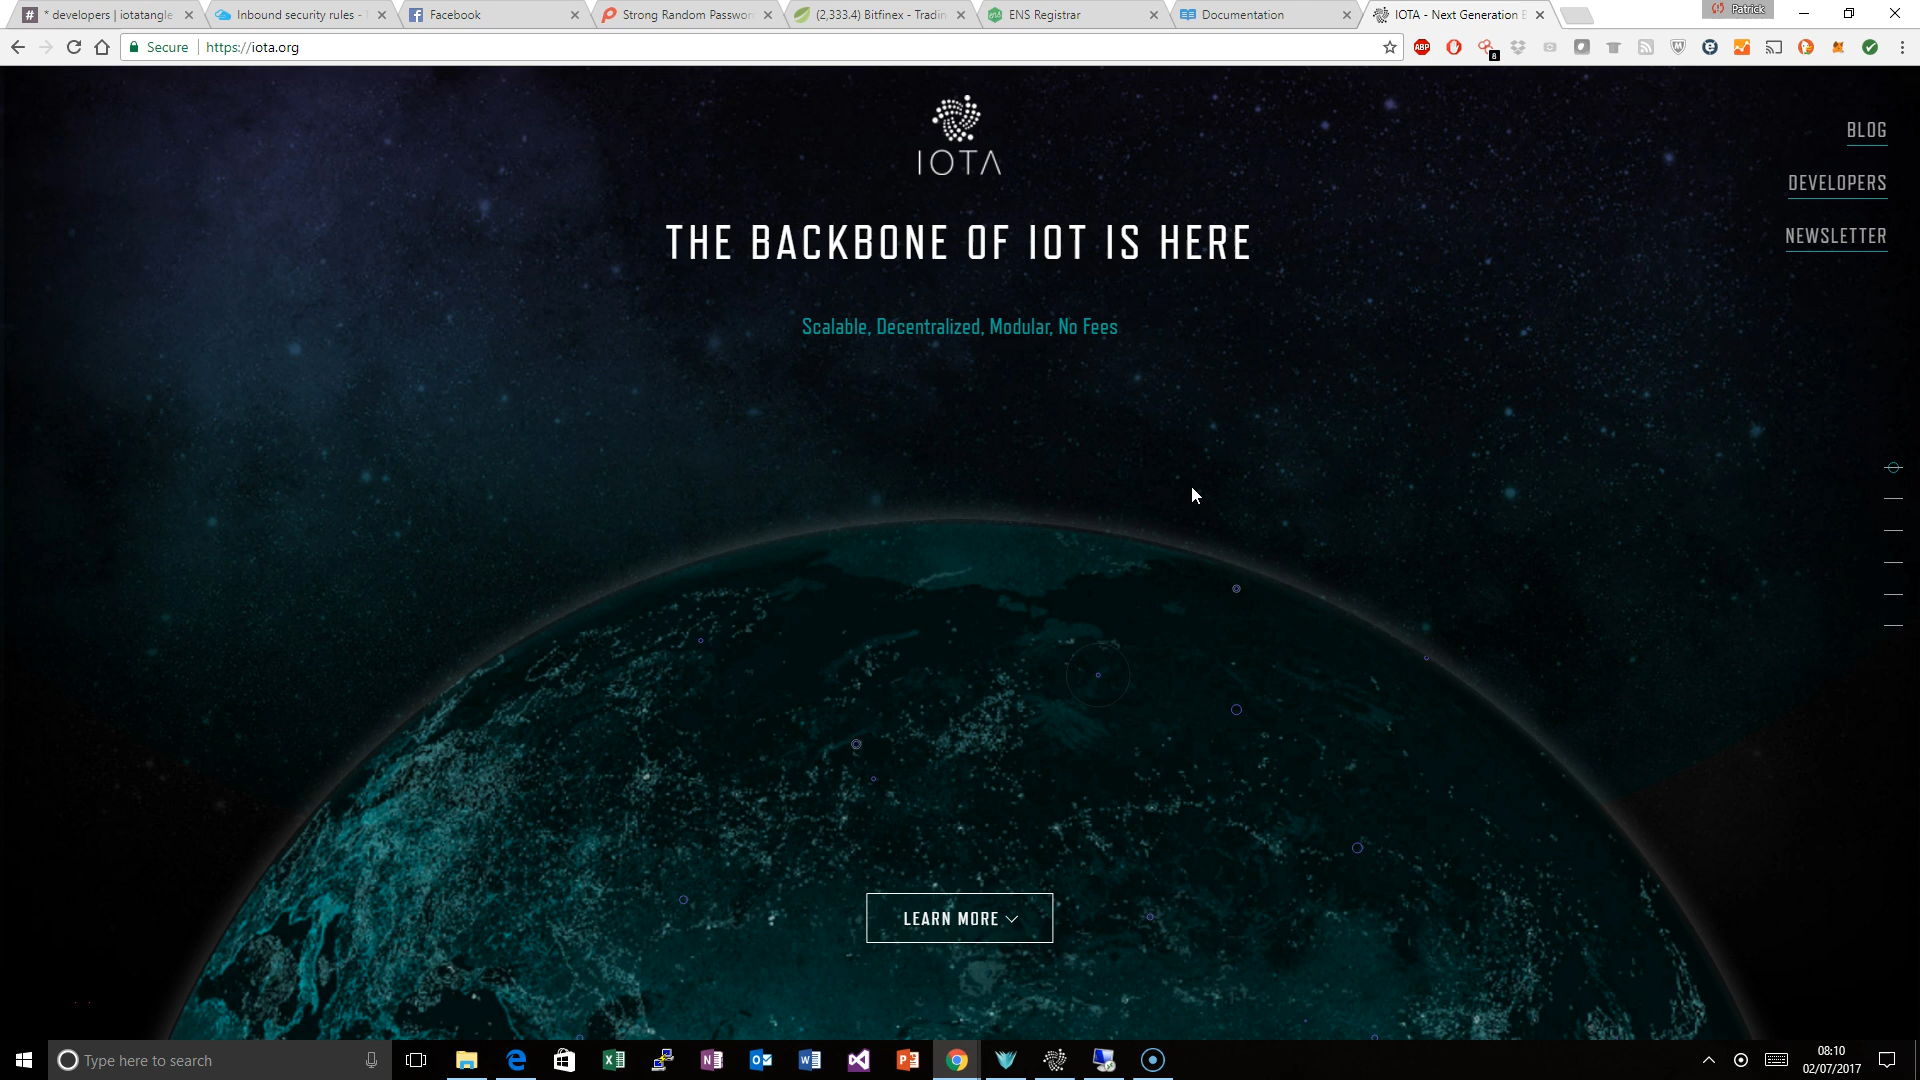 * developers | iotatangle
Inbound security rules -
Facebook
Strong Random Passwor
(2,333.4) Bitfinex - Tradin
ENS Registrar
Documentation
IOTA - Next Generation B
Patrick
Secure
https://iota.org
ABP
8
IOTA
BLOG
DEVELOPERS
NEWSLETTER
THE BACKBONE OF IOT IS HERE
Scalable, Decentralized, Modular, No Fees
LEARN MORE
Type here to search
08:10
02/07/2017